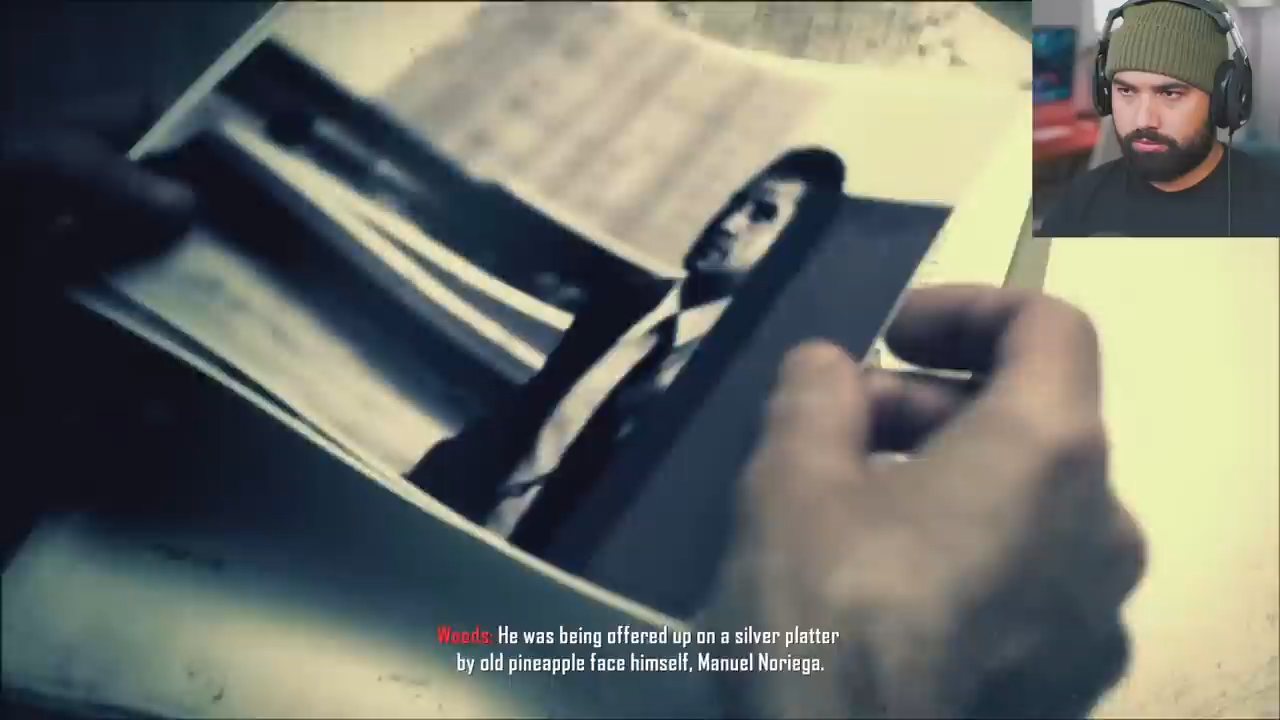 Woods: He was being offered up on a silver platter
by old pineapple face himself, Manuel Noriega.